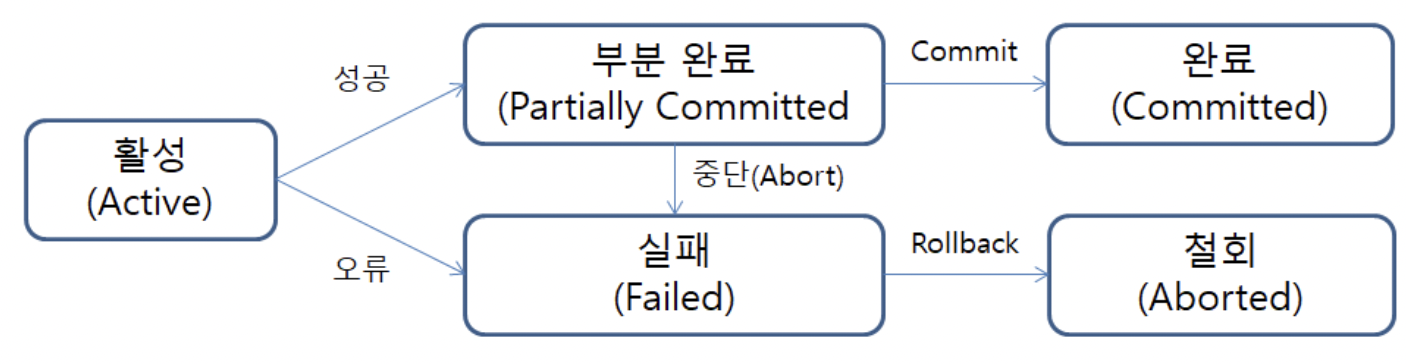 성공
부분 완료
(Partially Committed
Commit
완료
(Committed)
활성
(Active)
중단(Abort)
오류
실패
(Failed)
Rollback
철회
(Aborted)